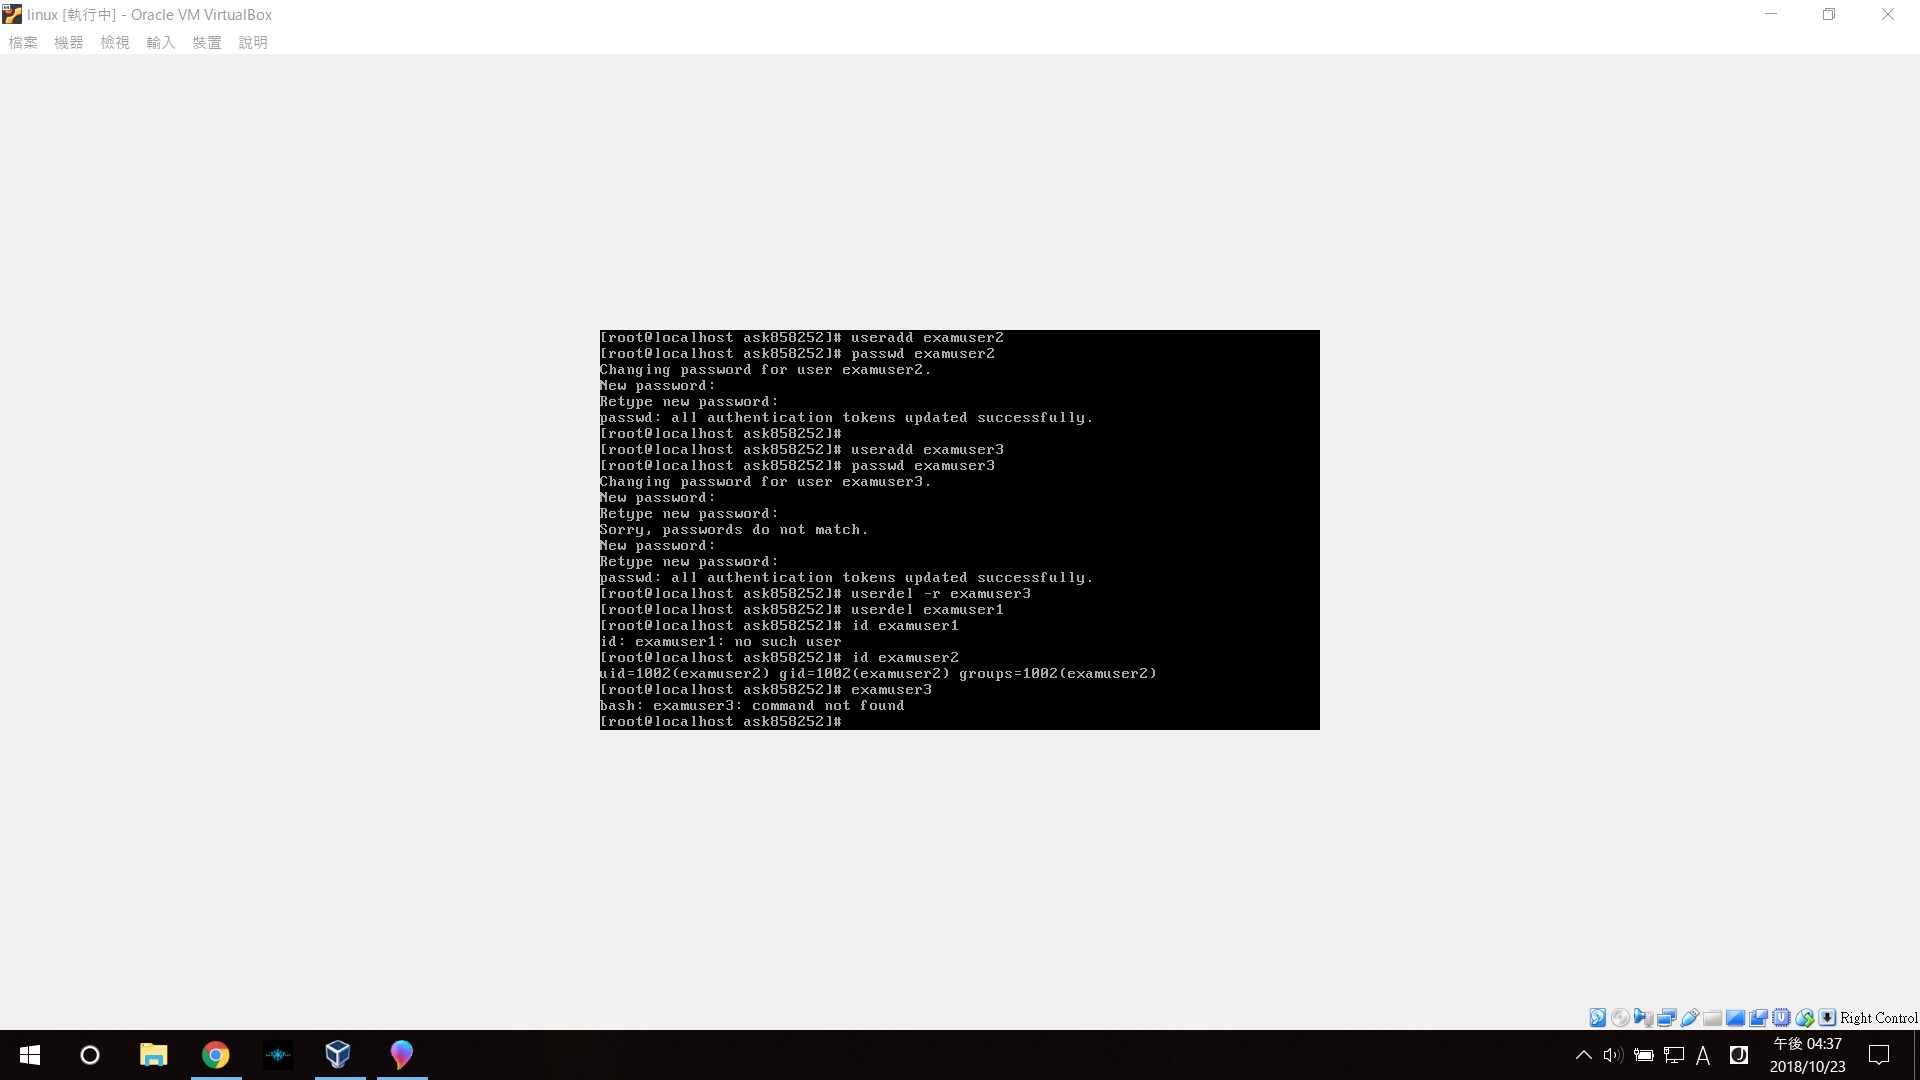 linux [執行中] - Oracle VM VirtualBox
檔案 機器 檢視 輸入 裝置 說明
[root@localhost ask858252]# useradd examuser2
[root@localhost ask858252]# passwd examuser2
Changing password for user examuser2.
New password:
Retype new password:
passwd: all authentication tokens updated successfully.
[root@localhost ask858252]#
[root@localhost ask858252]# useradd examuser3
[root@localhost ask858252]# passwd examuser3
Changing password for user examuser3.
New password:
Retype new password:
Sorry, passwords do not match.
New password:
Retype new password:
passwd: all authentication tokens updated successfully.
[root@localhost ask858252]# userdel -r examuser3
[root@localhost ask858252]# userdel examuser1
[root@localhost ask858252]# id examuser1
id: examuser1: no such user
[root@localhost ask858252]# id examuser2
uid=1002(examuser2) gid=1002(examuser2) groups=1002(examuser2)
[root@localhost ask858252]# examuser3
bash: examuser3: command not found
[root@localhost ask858252]#
Right Control
A
午後 04:37
2018/10/23